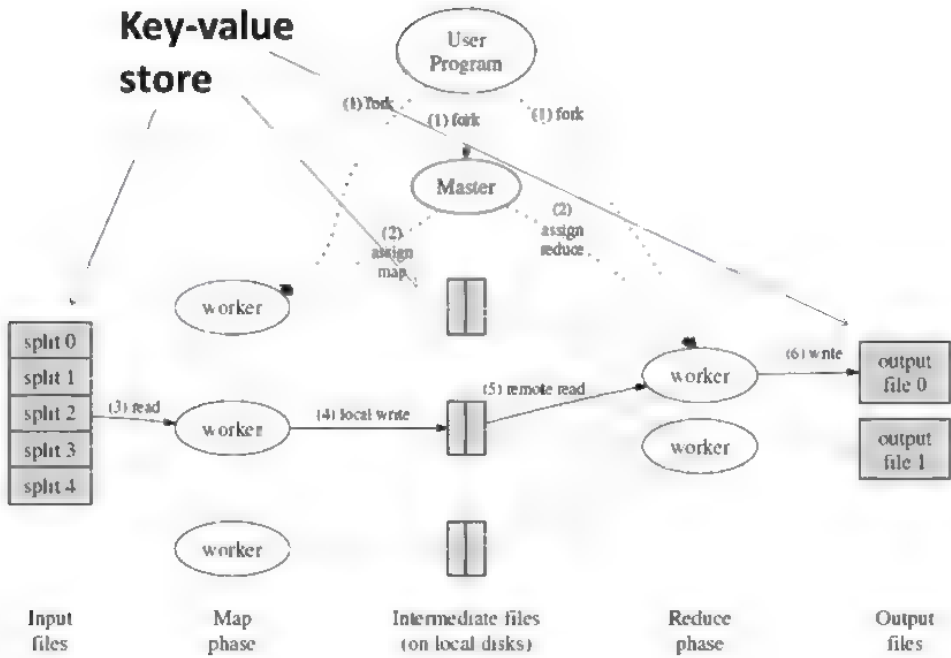 Key-value
store
User
Program
(1) fork
(1) fork
(1) fork
Master
(2)
assign
map
(2)
assign
reduce
worker
split 0
split 1
split 2
split 3
split 4
(3) read
worker
(4) local write
(5) remote read
worker
(6) write
output
file 0
worker
output
file 1
worker
Input
files
Map
phase
Intermediate files
(on local disks)
Reduce
phase
Output
files